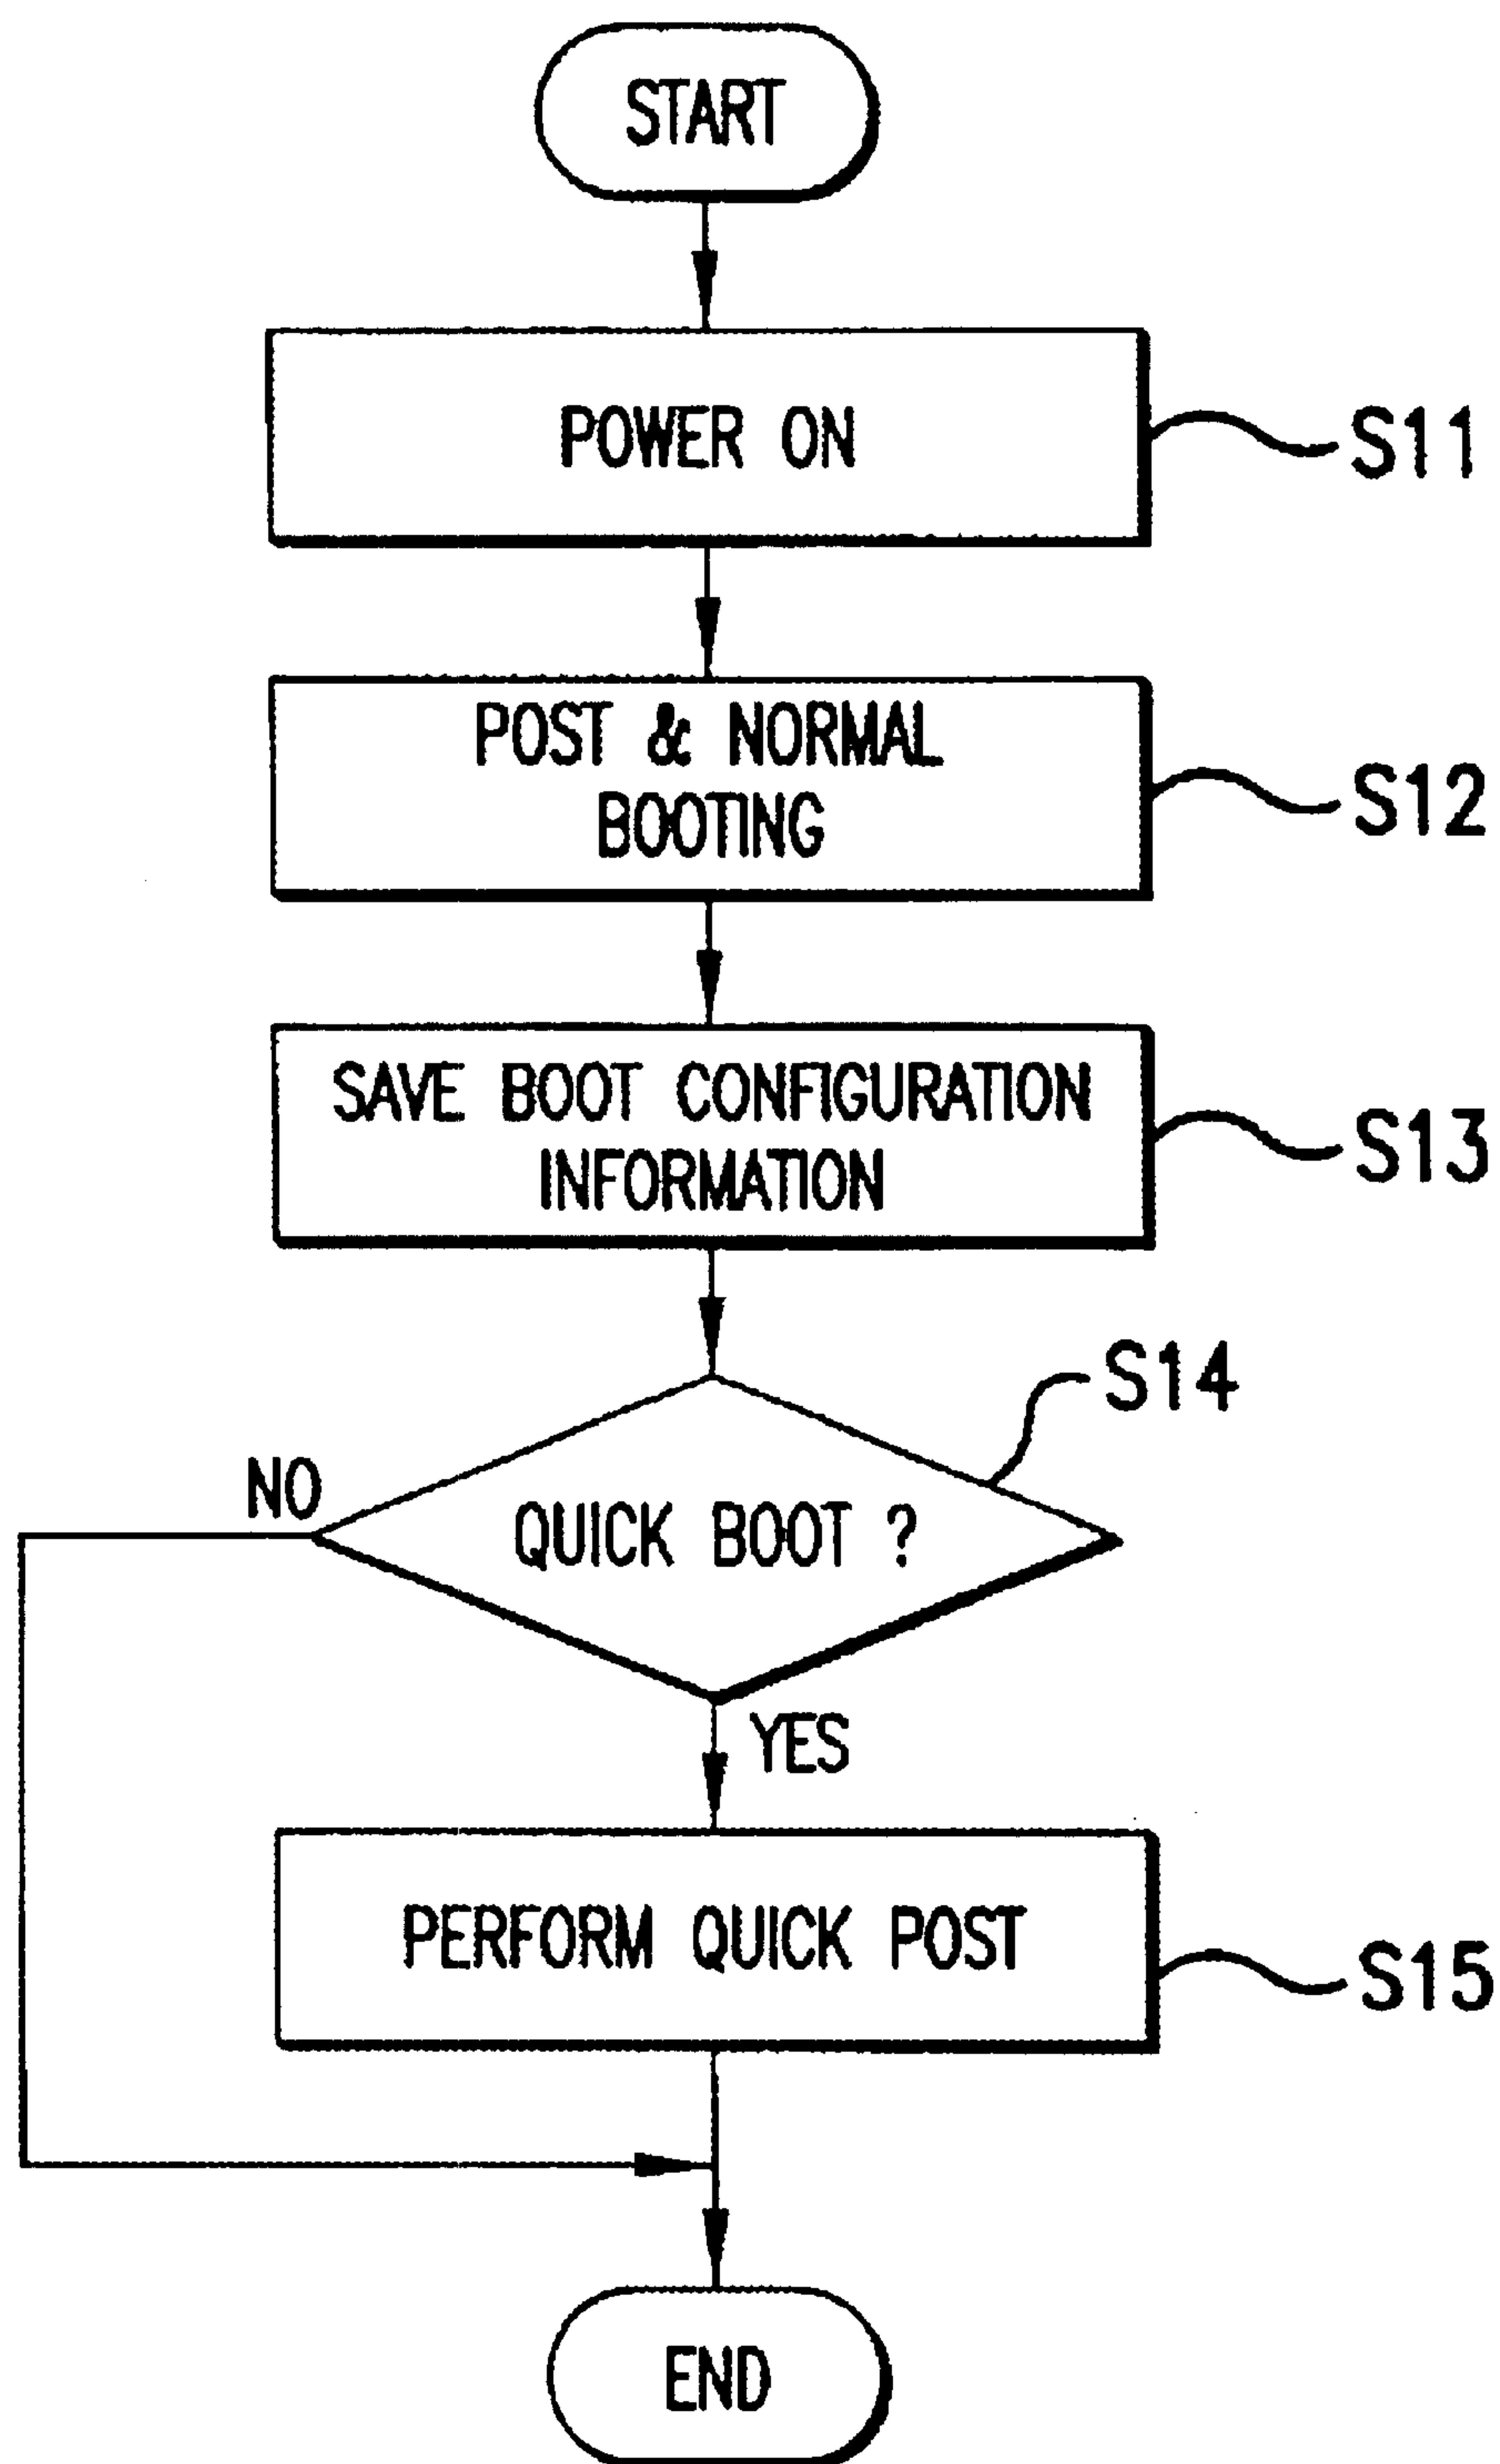 START
POWER ON
S11
POST & NORMAL
BOOTING
S12
SAVE BOOT CONFIGURATION
INFORMATION
S13
S14
NO
QUICK BOOT ?
YES
PERFORM QUICK POST
S15
END